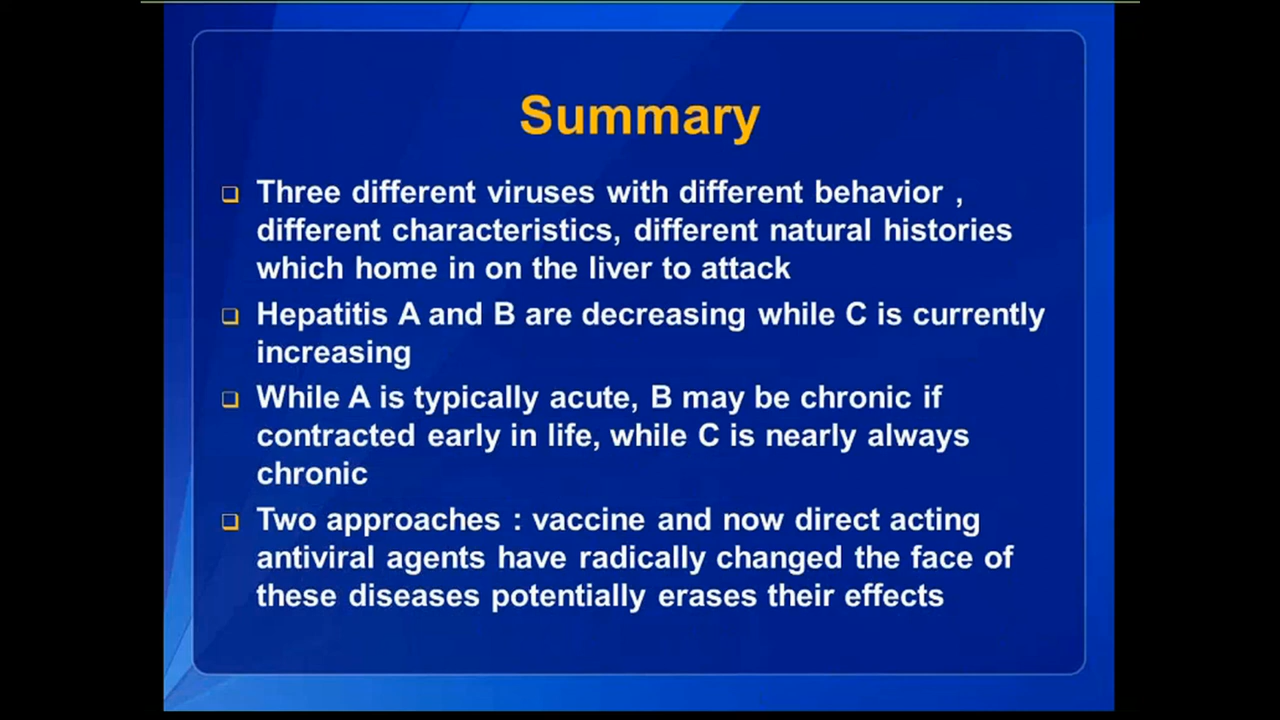 Summary
Three different viruses with different behavior ,
different characteristics, different natural histories
which home in on the liver to attack
Hepatitis A and B are decreasing while C is currently
increasing
While A is typically acute, B may be chronic if
contracted early in life, while C is nearly always
chronic
Two approaches : vaccine and now direct acting
antiviral agents have radically changed the face of
these diseases potentially erases their effects